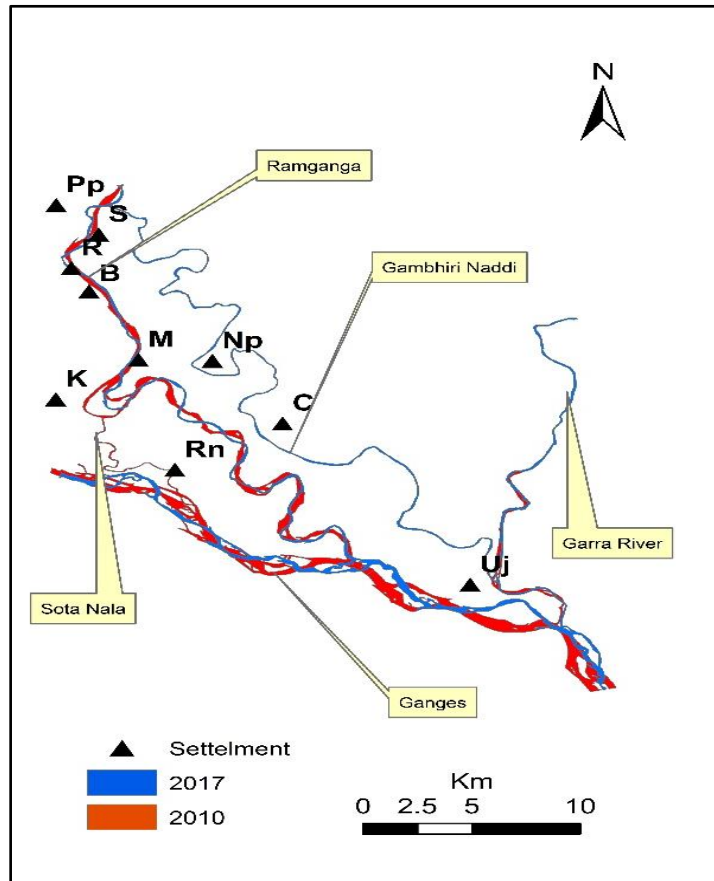 N
Ramganga
Pp
S
R
B
Gambhiri Naddi
M
Np
K
C
Rn
Garra River
Uj
Sota Nala
Ganges
Settelment
2017
2010
Km
0 2.5 5 10